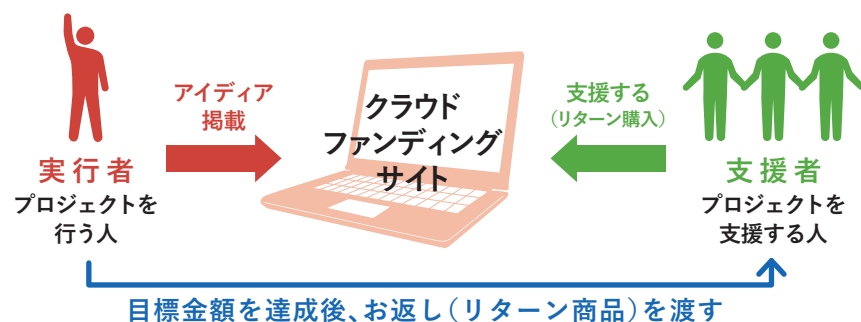 アイディア
掲載
実行者
プロジェクトを
行う人
クラウド
ファンディング
サイト
支援する
(リターン購入)
支援者
プロジェクトを
支援する人
目標金額を達成後、お返し(リターン商品)を渡す